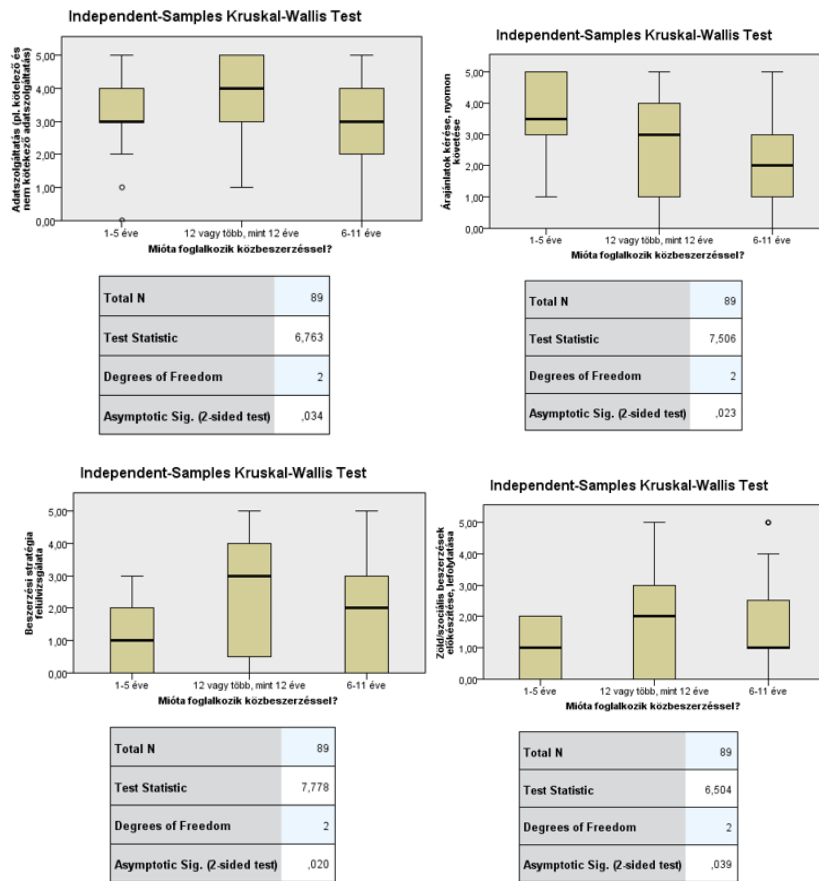 Independent-Samples Kruskal-Wallis Test
Adatszolgáltatás (pl. kötelező és
nem kötekező adatszolgáltatás)
5,00
4,00
3,00
2,00
1,00
0,00
1-5 éve
12 vagy több, mint 12 éve
6-11 éve
Mióta foglalkozik közbeszerzéssel?
Total N 89
Test Statistic 6,763
Degrees of Freedom 2
Asymptotic Sig. (2-sided test) ,034
Independent-Samples Kruskal-Wallis Test
Árajánlatok kérése, nyomon
követése
5,00
4,00
3,00
2,00
1,00
0,00
1-5 éve
12 vagy több, mint 12 éve
6-11 éve
Mióta foglalkozik közbeszerzéssel?
Total N 89
Test Statistic 7,506
Degrees of Freedom 2
Asymptotic Sig. (2-sided test) ,023
Independent-Samples Kruskal-Wallis Test
Beszerzési stratégia
felülvizsgálata
5,00
4,00
3,00
2,00
1,00
0,00
1-5 éve
12 vagy több, mint 12 éve
6-11 éve
Mióta foglalkozik közbeszerzéssel?
Total N 89
Test Statistic 7,778
Degrees of Freedom 2
Asymptotic Sig. (2-sided test) ,020
Independent-Samples Kruskal-Wallis Test
Zöld/szociális beszerzések
előkészítése, lefolytatása
5,00
4,00
3,00
2,00
1,00
0,00
1-5 éve
12 vagy több, mint 12 éve
6-11 éve
Mióta foglalkozik közbeszerzéssel?
Total N 89
Test Statistic 6,504
Degrees of Freedom 2
Asymptotic Sig. (2-sided test) ,039